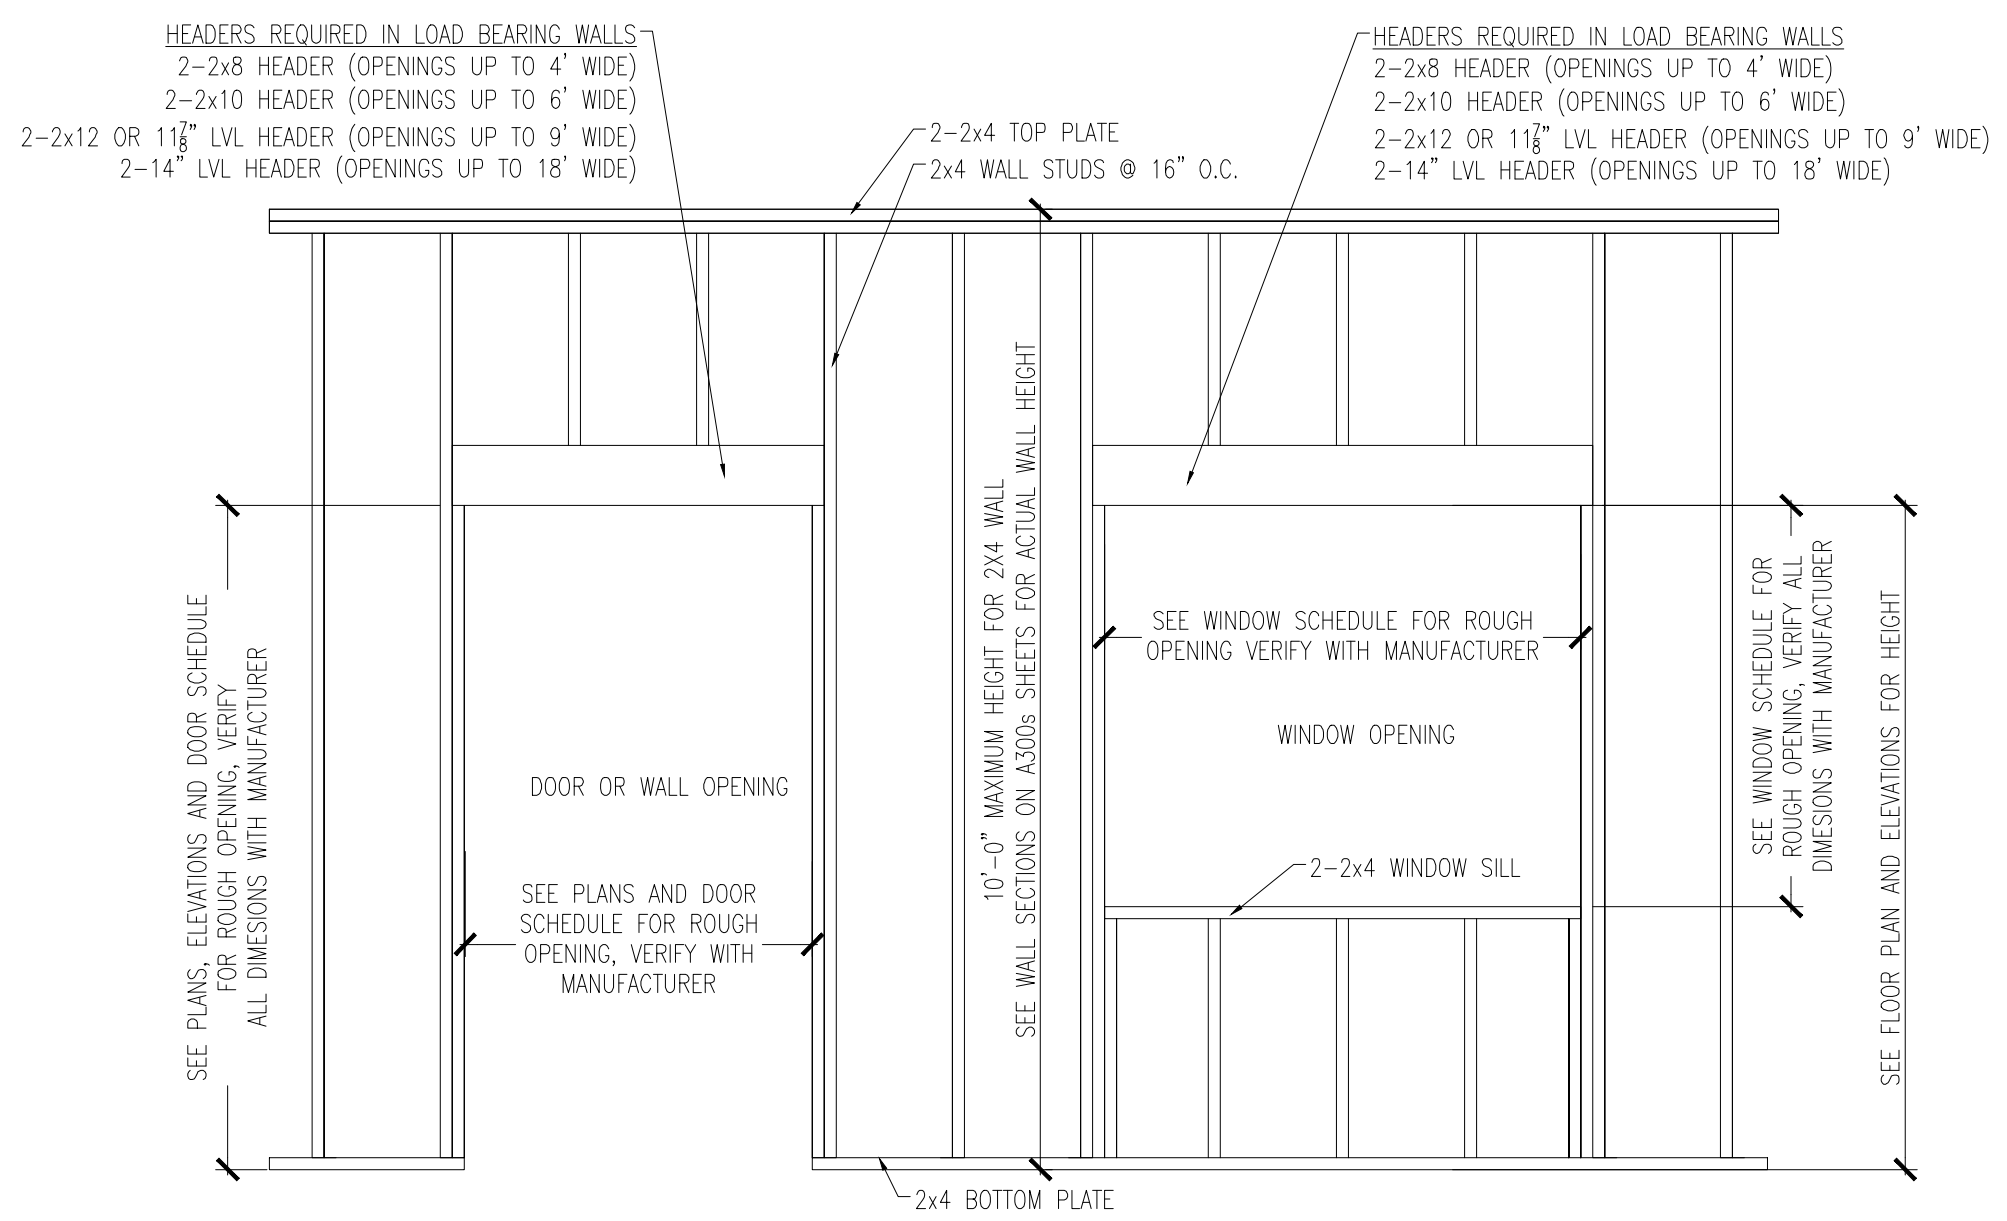 HEADERS REQUIRED IN LOAD BEARING WALLS
2-2x8 HEADER (OPENINGS UP TO 4' WIDE)
2-2x10 HEADER (OPENINGS UP TO 6' WIDE)
2-2x12 OR 11⅞" LVL HEADER (OPENINGS UP TO 9' WIDE)
2-14" LVL HEADER (OPENINGS UP TO 18' WIDE)
2-2x4 TOP PLATE
2x4 WALL STUDS @ 16" O.C.
HEADERS REQUIRED IN LOAD BEARING WALLS
2-2x8 HEADER (OPENINGS UP TO 4' WIDE)
2-2x10 HEADER (OPENINGS UP TO 6' WIDE)
2-2x12 OR 11⅞" LVL HEADER (OPENINGS UP TO 9' WIDE)
2-14" LVL HEADER (OPENINGS UP TO 18' WIDE)
SEE PLANS, ELEVATIONS AND DOOR SCHEDULE
FOR ROUGH OPENING, VERIFY
ALL DIMESIONS WITH MANUFACTURER
DOOR OR WALL OPENING
SEE PLANS AND DOOR
SCHEDULE FOR ROUGH
OPENING, VERIFY WITH
MANUFACTURER
10'-0" MAXIMUM HEIGHT FOR 2X4 WALL
SEE WALL SECTIONS ON A300s SHEETS FOR ACTUAL WALL HEIGHT
SEE WINDOW SCHEDULE FOR ROUGH
OPENING VERIFY WITH MANUFACTURER
WINDOW OPENING
2-2x4 WINDOW SILL
SEE WINDOW SCHEDULE FOR
ROUGH OPENING, VERIFY ALL
DIMESIONS WITH MANUFACTURER
SEE FLOOR PLAN AND ELEVATIONS FOR HEIGHT
2x4 BOTTOM PLATE